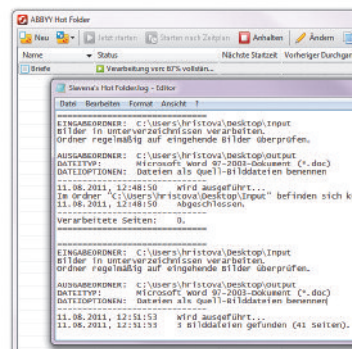 ABBYY Hot Folder
Neu Jetzt starten Starten nach Zeitplan Anhalten Ändern
Name Status Nächste Startzeit Vorheriger Durchgan
Briefe Verarbeitung von: 87% vollstän...
Slavena's Hot Folder.log - Editor
Datei Bearbeiten Format Ansicht ?
EINGABEORDNER: C:\Users\hristova\Desktop\Input
Bilder in Unterverzeichnissen verarbeiten.
Ordner regelmäßig auf eingehende Bilder überprüfen.
AUSGABEORDNER: C:\Users\hristova\Desktop\Output
DATEITYP: Microsoft Word 97-2003-Dokument (*.doc)
DATEIOPTIONEN: Dateien als Quell-Bilddateien benennen
11.08.2011, 12:48:50 Wird ausgeführt...
Im Ordner "C:\Users\hristova\Desktop\Input" befinden sich k
11.08.2011, 12:48:50 Abgeschlossen.
Verarbeitete Seiten: 0.
EINGABEORDNER: C:\Users\hristova\Desktop\Input
Bilder in Unterverzeichnissen verarbeiten.
Ordner regelmäßig auf eingehende Bilder überprüfen.
AUSGABEORDNER: C:\Users\hristova\Desktop\Output
DATEITYP: Microsoft Word 97-2003-Dokument (*.doc)
DATEIOPTIONEN: Dateien als Quell-Bilddateien benennen
11.08.2011, 12:51:53 Wird ausgeführt...
11.08.2011, 12:51:53 3 Bilddateien gefunden (41 Seiten).